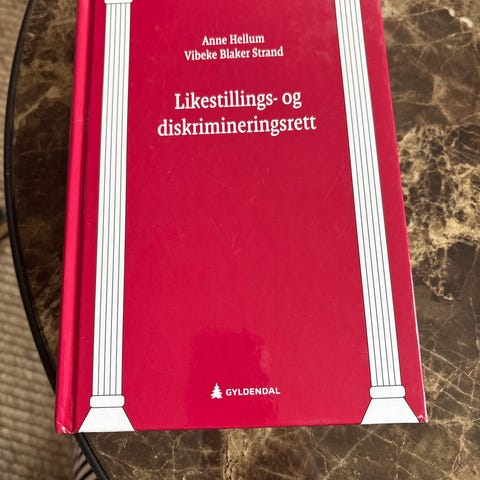 Anne Hellum
Vibeke Blaker Strand
Likestillings- og
diskrimineringsrett
GYLDENDAL